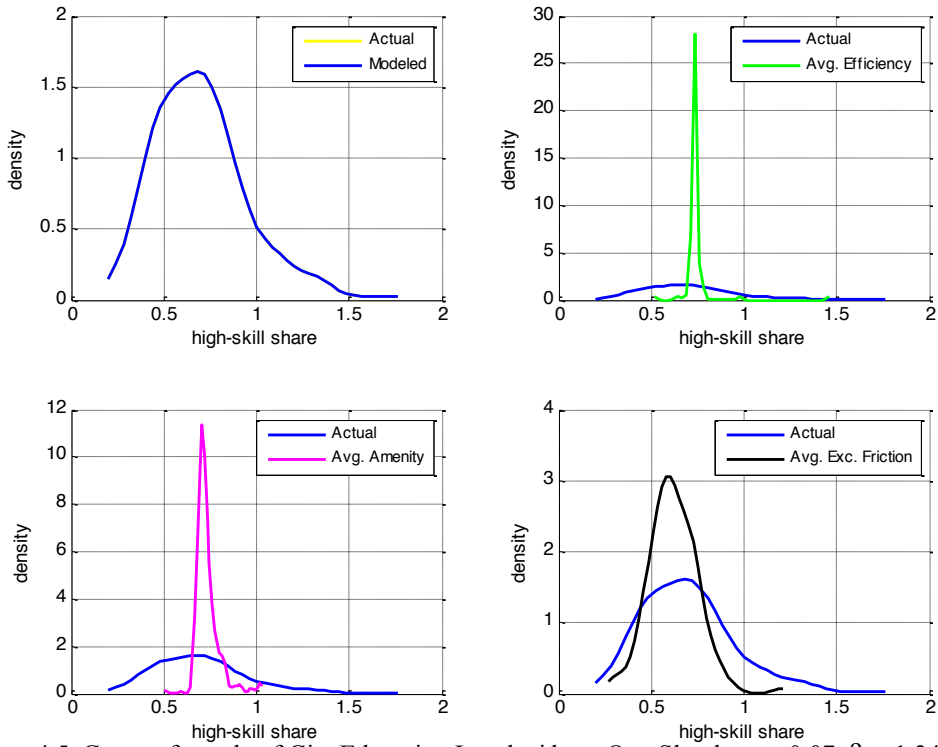 2
1.5
1
0.5
0
0
0.5
1
1.5
2
density
high-skill share
Actual
Modeled
30
25
20
15
10
5
0
0
0.5
1
1.5
2
density
high-skill share
Actual
Avg. Efficiency
12
10
8
6
4
2
0
0
0.5
1
1.5
2
density
high-skill share
Actual
Avg. Amenity
4
3
2
1
0
0
0.5
1
1.5
2
density
high-skill share
Actual
Avg. Exc. Friction